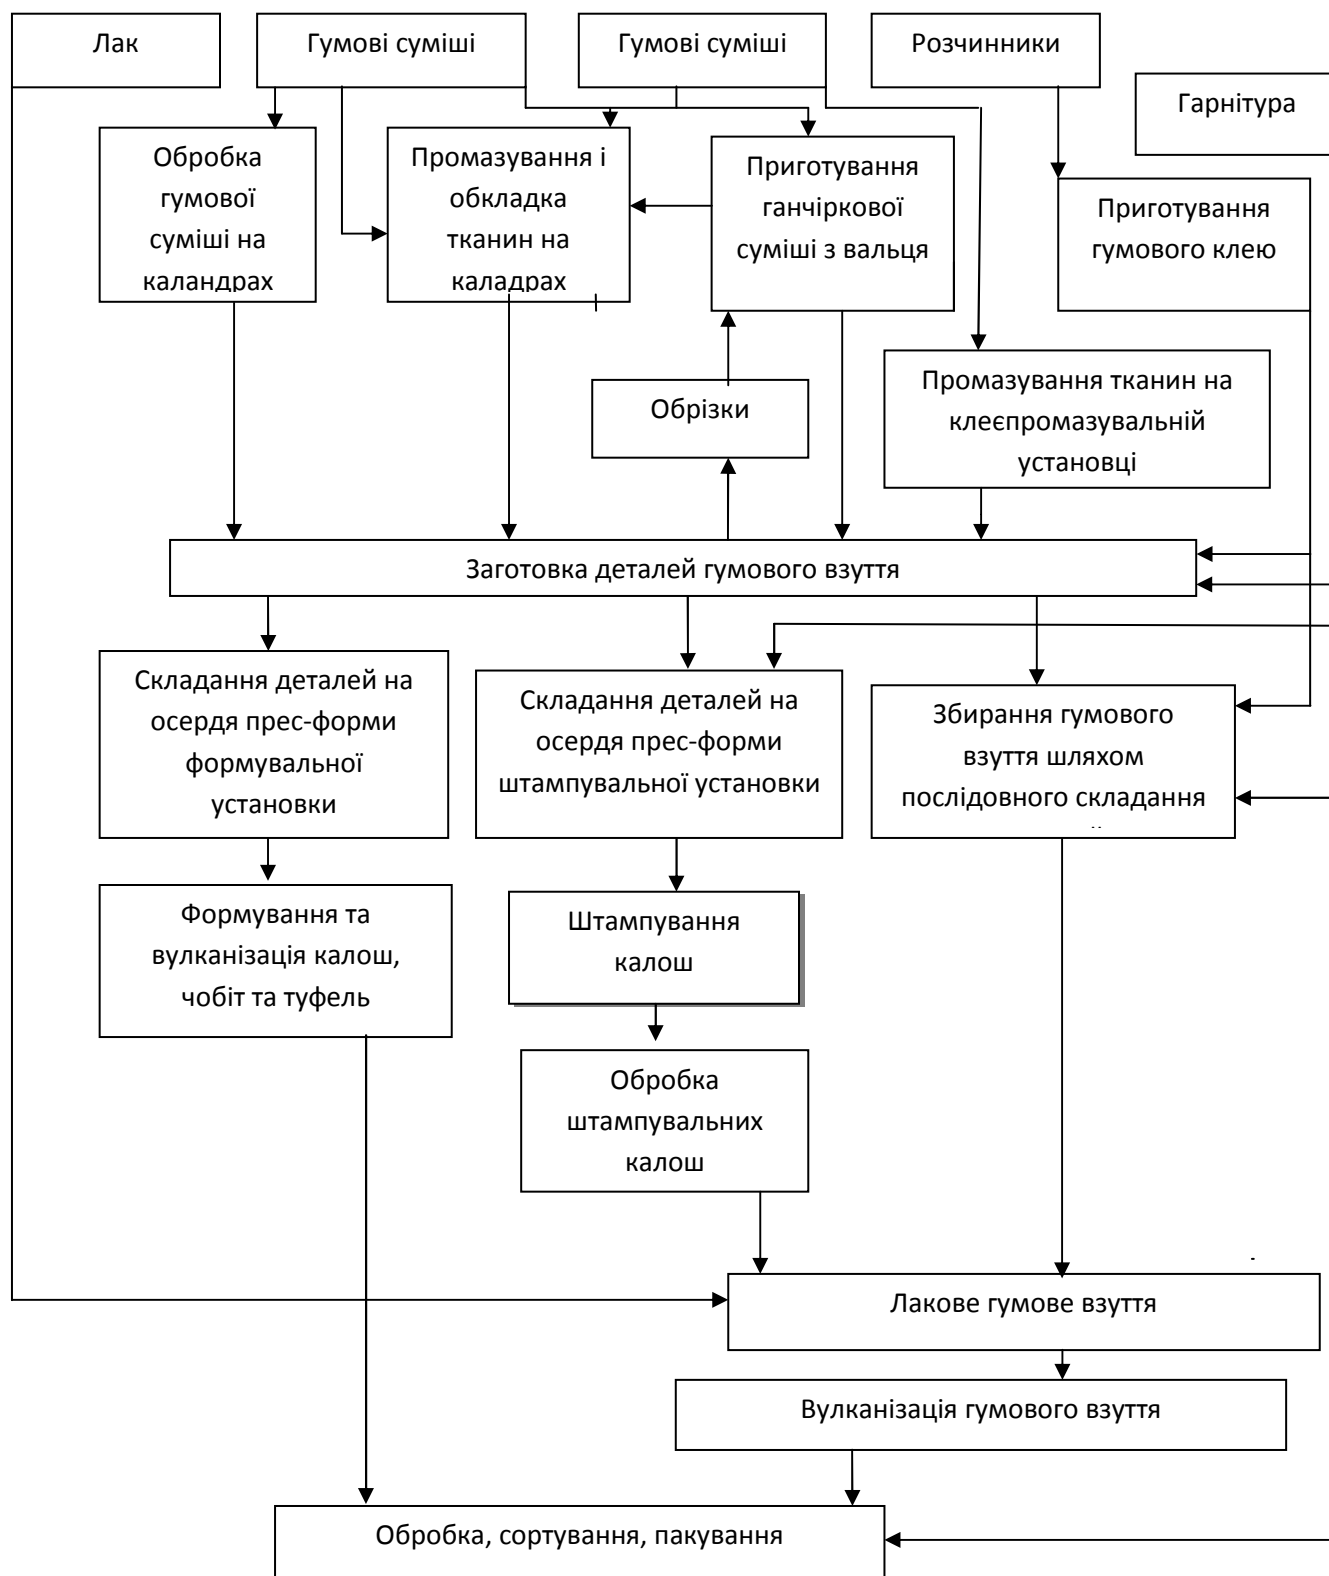 Лак
Гумові суміші
Гумові суміші
Розчинники
Гарнітура
Обробка
гумової
суміші на
каландрах
Промазування і
обкладка
тканин на
каладрах
Приготування
ганчіркової
суміші з вальця
Приготування
гумового клею
Обрізки
Промазування тканин на
клеєпромазувальній
установці
Заготовка деталей гумового взуття
Складання деталей на
осердя прес-форми
формувальної
установки
Складання деталей на
осердя прес-форми
штампувальної установки
Збирання гумового
взуття шляхом
послідовного складання
Формування та
вулканізація калош,
чобіт та туфель
Штампування
калош
Обробка
штампувальних
калош
Лакове гумове взуття
Вулканізація гумового взуття
Обробка, сортування, пакування